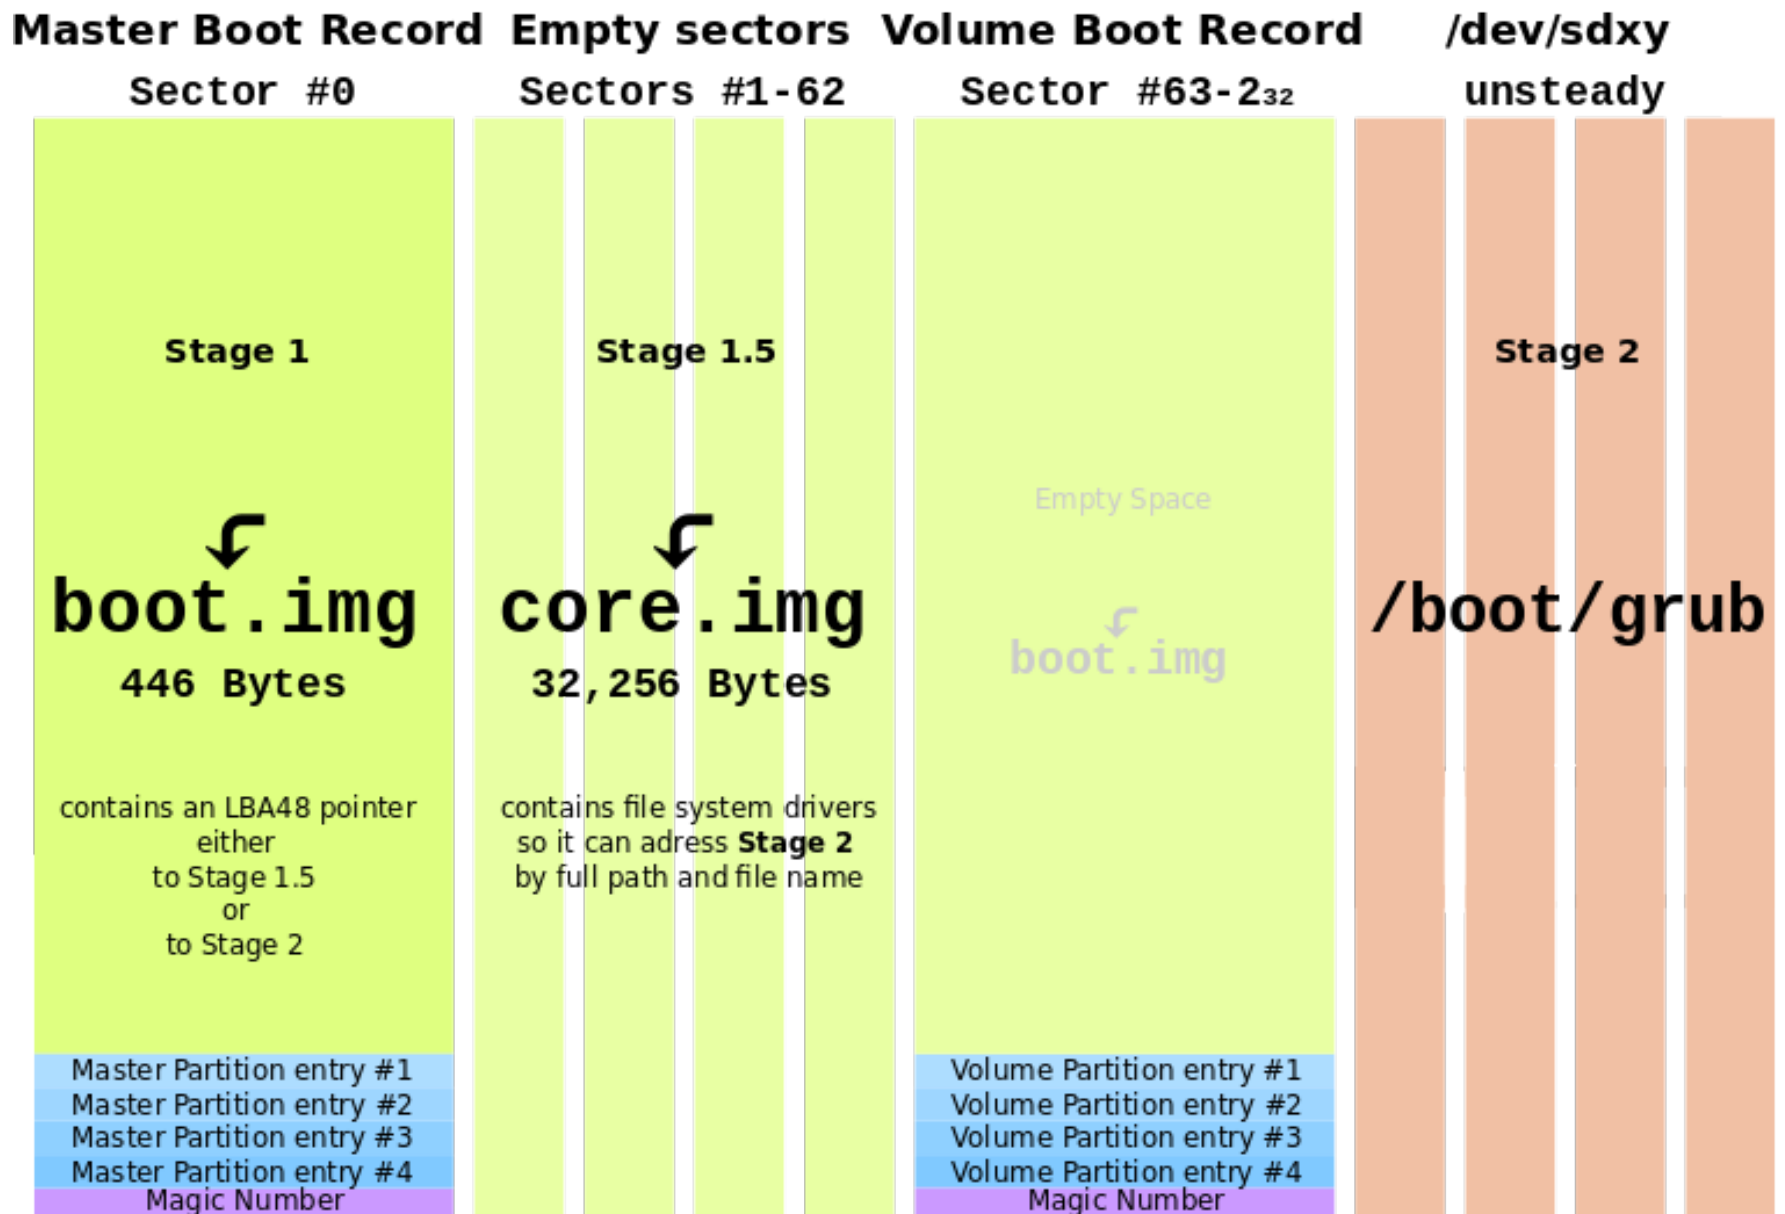 Master Boot Record
Sector #0
Stage 1
boot.img
446 Bytes
contains an LBA48 pointer
either
to Stage 1.5
or
to Stage 2
Master Partition entry #1
Master Partition entry #2
Master Partition entry #3
Master Partition entry #4
Magic Number
Empty sectors
Sectors #1-62
Stage 1.5
core.img
32,256 Bytes
contains file system drivers
so it can adress Stage 2
by full path and file name
Volume Boot Record
Sector #63-2₃₂
Empty Space
boot.img
Volume Partition entry #1
Volume Partition entry #2
Volume Partition entry #3
Volume Partition entry #4
Magic Number
/dev/sdxy
unsteady
Stage 2
/boot/grub